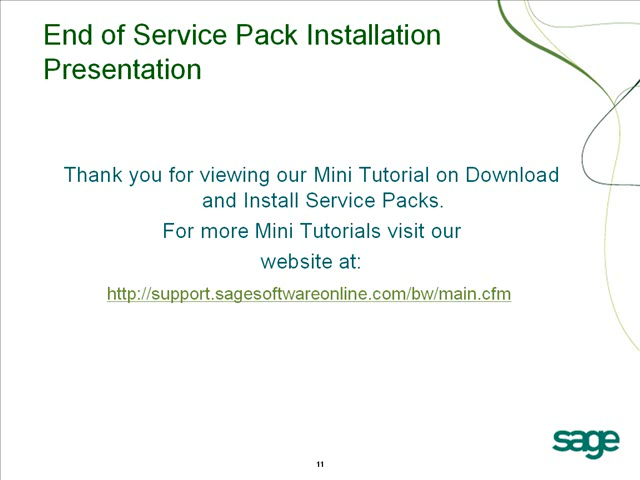 End of Service Pack Installation
Presentation
Thank you for viewing our Mini Tutorial on Download
and Install Service Packs.
For more Mini Tutorials visit our
website at:
http://support.sagesoftwareonline.com/bw/main.cfm
sage
11